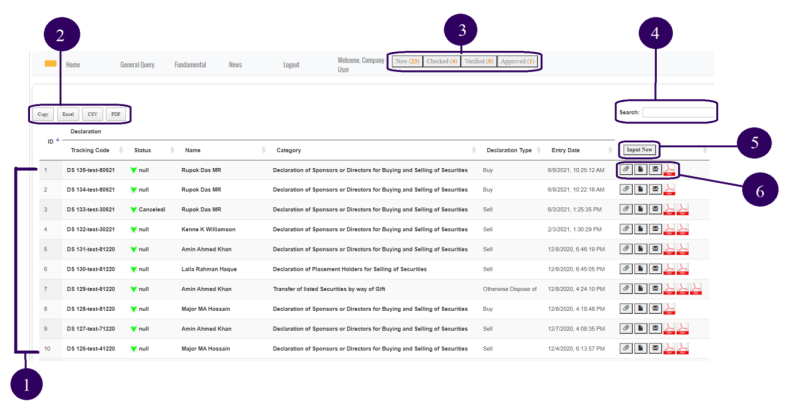 2
3
4
Home General Query Fundamental News Logout Welcome, Company User New (23) Checked (4) Verified (0) Approved (1)
Copy Excel CSV PDF Search:
Declaration
ID Tracking Code Status Name Category Declaration Type Entry Date Input New
5
1 DS 135-test-80621 null Rupok Das MR Declaration of Sponsors or Directors for Buying and Selling of Securities Buy 6/8/2021, 10:25:12 AM
6
2 DS 134-test-80621 null Rupok Das MR Declaration of Sponsors or Directors for Buying and Selling of Securities Buy 6/8/2021, 10:22:16 AM
3 DS 133-test-30621 Canceledi Rupok Das MR Declaration of Sponsors or Directors for Buying and Selling of Securities Sell 6/3/2021, 1:25:35 PM
4 DS 132-test-30221 null Kenne K Williamson Declaration of Sponsors or Directors for Buying and Selling of Securities Sell 2/3/2021, 1:30:29 PM
5 DS 131-test-81220 null Amin Ahmed Khan Declaration of Sponsors or Directors for Buying and Selling of Securities Sell 12/8/2020, 6:46:19 PM
6 DS 130-test-81220 null Laila Rahman Haque Declaration of Placement Holders for Selling of Securities Sell 12/8/2020, 6:45:05 PM
7 DS 129-test-81220 null Amin Ahmed Khan Transfer of listed Securities by way of Gift Otherwise Dispose of 12/8/2020, 4:24:10 PM
8 DS 128-test-81220 null Major MA Hossain Declaration of Sponsors or Directors for Buying and Selling of Securities Buy 12/8/2020, 4:18:48 PM
9 DS 127-test-71220 null Amin Ahmed Khan Declaration of Sponsors or Directors for Buying and Selling of Securities Sell 12/7/2020, 4:08:35 PM
10 DS 126-test-41220 null Major MA Hossain Declaration of Sponsors or Directors for Buying and Selling of Securities Sell 12/4/2020, 6:13:57 PM
1